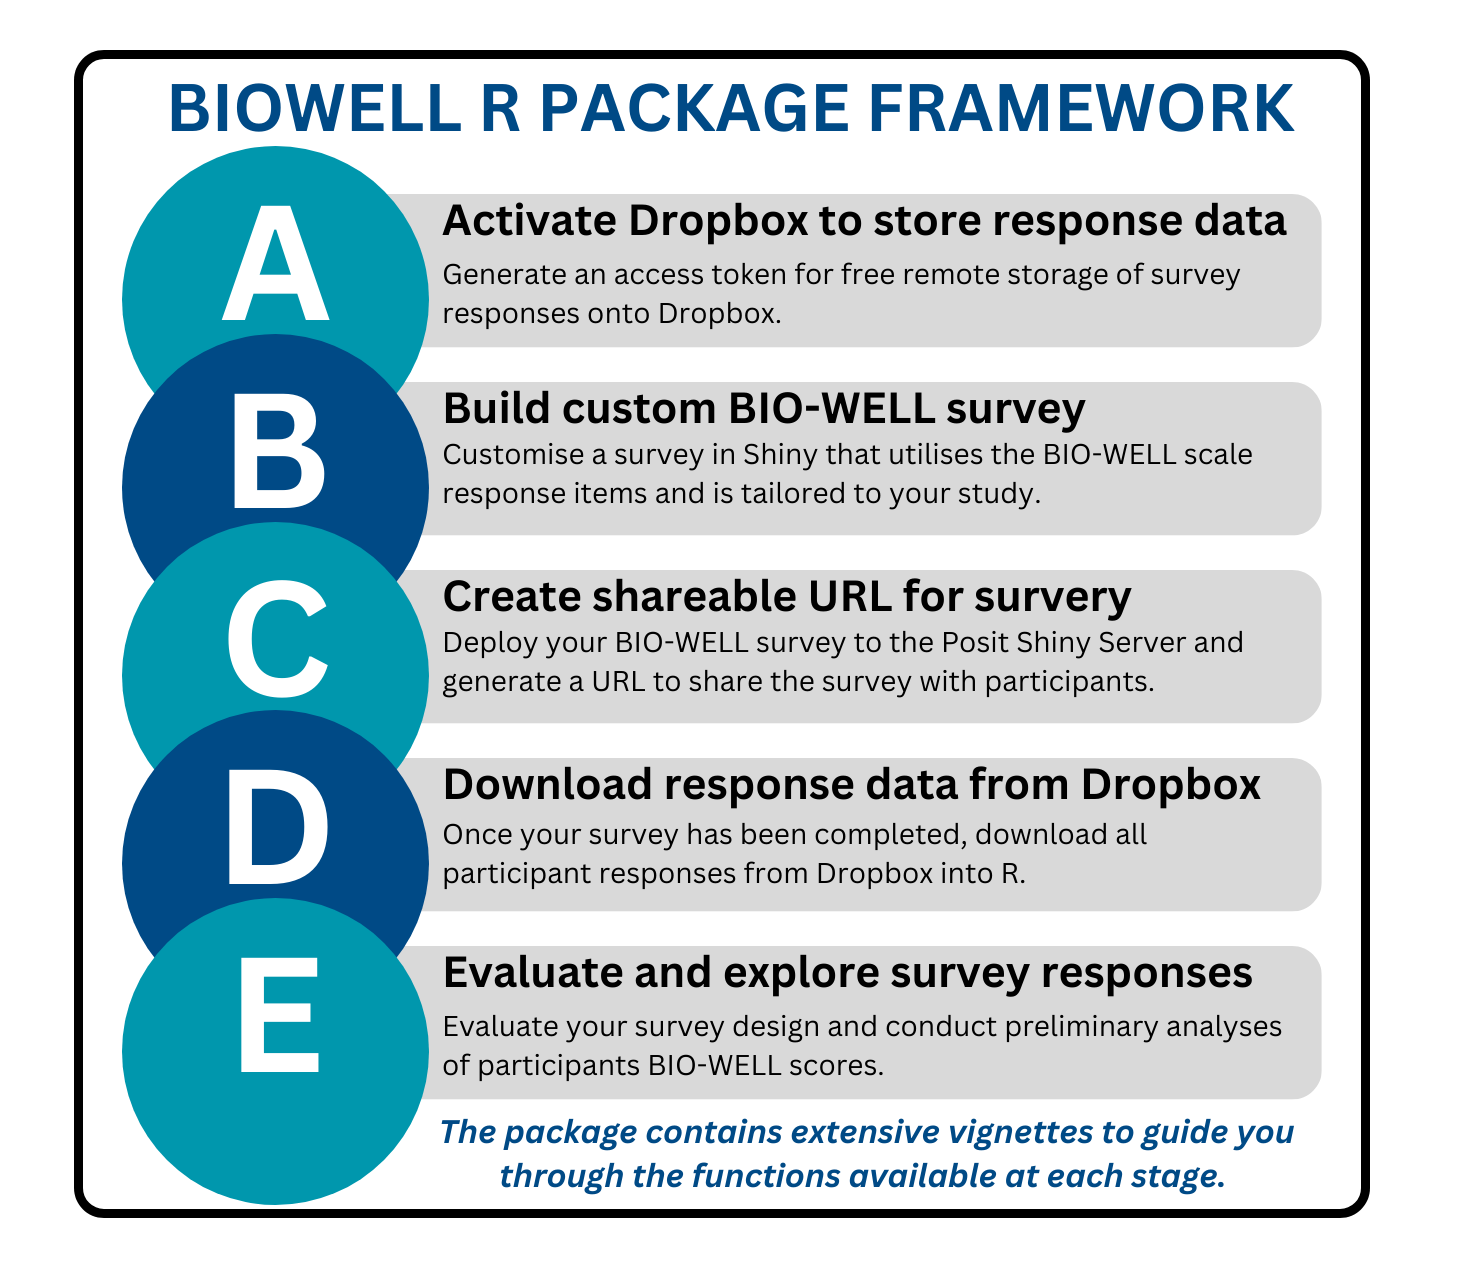 BIOWELL R PACKAGE FRAMEWORK
A
Activate Dropbox to store response data
Generate an access token for free remote storage of survey
responses onto Dropbox.
B
Build custom BIO-WELL survey
Customise a survey in Shiny that utilises the BIO-WELL scale
response items and is tailored to your study.
C
Create shareable URL for survery
Deploy your BIO-WELL survey to the Posit Shiny Server and
generate a URL to share the survey with participants.
D
Download response data from Dropbox
Once your survey has been completed, download all
participant responses from Dropbox into R.
E
Evaluate and explore survey responses
Evaluate your survey design and conduct preliminary analyses
of participants BIO-WELL scores.
The package contains extensive vignettes to guide you
through the functions available at each stage.